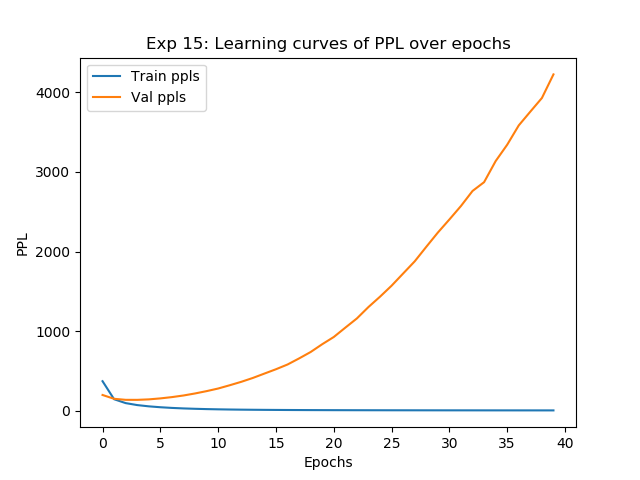 Exp 15: Learning curves of PPL over epochs
Train ppls
Val ppls
4000
3000
2000
1000
0
PPL
0 5 10 15 20 25 30 35 40
Epochs